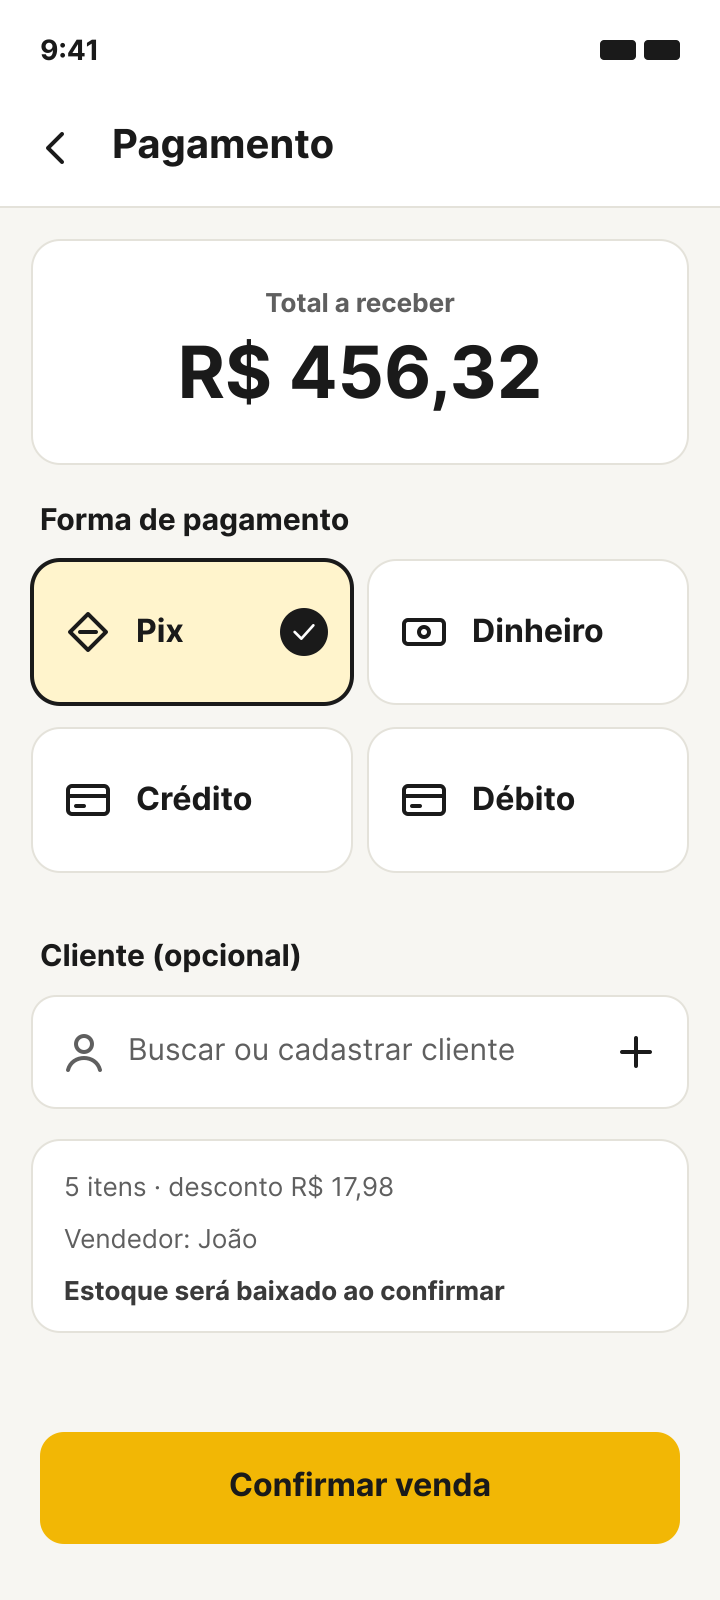 9:41
Pagamento
Total a receber
R$ 456,32
Forma de pagamento
Pix
Dinheiro
Crédito
Débito
Cliente (opcional)
Buscar ou cadastrar cliente
5 itens · desconto R$ 17,98
Vendedor: João
Estoque será baixado ao confirmar
Confirmar venda